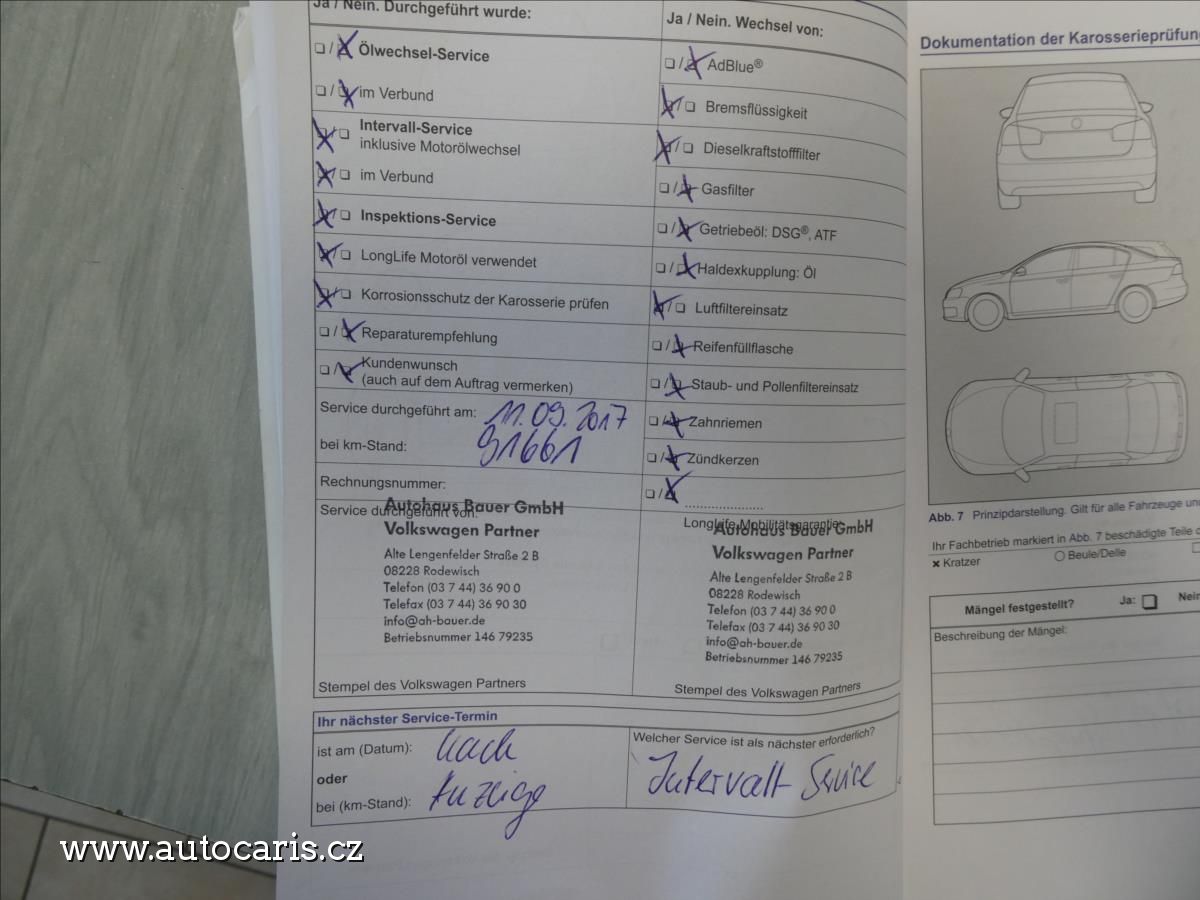 Ja / Nein. Durchgeführt wurde:
Ölwechsel-Service
im Verbund
Intervall-Service
inklusive Motorölwechsel
im Verbund
Inspektions-Service
LongLife Motoröl verwendet
Korrosionsschutz der Karosserie prüfen
Reparaturempfehlung
Kundenwunsch
(auch auf dem Auftrag vermerken)
Service durchgeführt am: 11.09.2017
bei km-Stand: 91661
Rechnungsnummer:
Service durchgeführt von:
Autohaus Bauer GmbH
Volkswagen Partner
Alte Lengenfelder Straße 2 B
08228 Rodewisch
Telefon (03 7 44) 36 90 0
Telefax (03 7 44) 36 90 30
info@ah-bauer.de
Betriebsnummer 146 79235
Stempel des Volkswagen Partners
Ja / Nein. Wechsel von:
AdBlue®
Bremsflüssigkeit
Dieselkraftstofffilter
Gasfilter
Getriebeöl: DSG®, ATF
Haldexkupplung: Öl
Luftfiltereinsatz
Reifenfüllflasche
Staub- und Pollenfiltereinsatz
Zahnriemen
Zündkerzen
LongLife Mobilitätsgarantie:
Autohaus Bauer GmbH
Volkswagen Partner
Alte Lengenfelder Straße 2 B
08228 Rodewisch
Telefon (03 7 44) 36 90 0
Telefax (03 7 44) 36 90 30
info@ah-bauer.de
Betriebsnummer 146 79235
Stempel des Volkswagen Partners
Ihr nächster Service-Termin
ist am (Datum): nach
oder
bei (km-Stand): Anzeige
Welcher Service ist als nächster erforderlich?
Intervall-Service
Dokumentation der Karosserieprüfung
Abb. 7 Prinzipdarstellung. Gilt für alle Fahrzeuge und
Ihr Fachbetrieb markiert in Abb. 7 beschädigte Teile
Kratzer Beule/Delle
Mängel festgestellt? Ja: Nein
Beschreibung der Mängel:
www.autocaris.cz